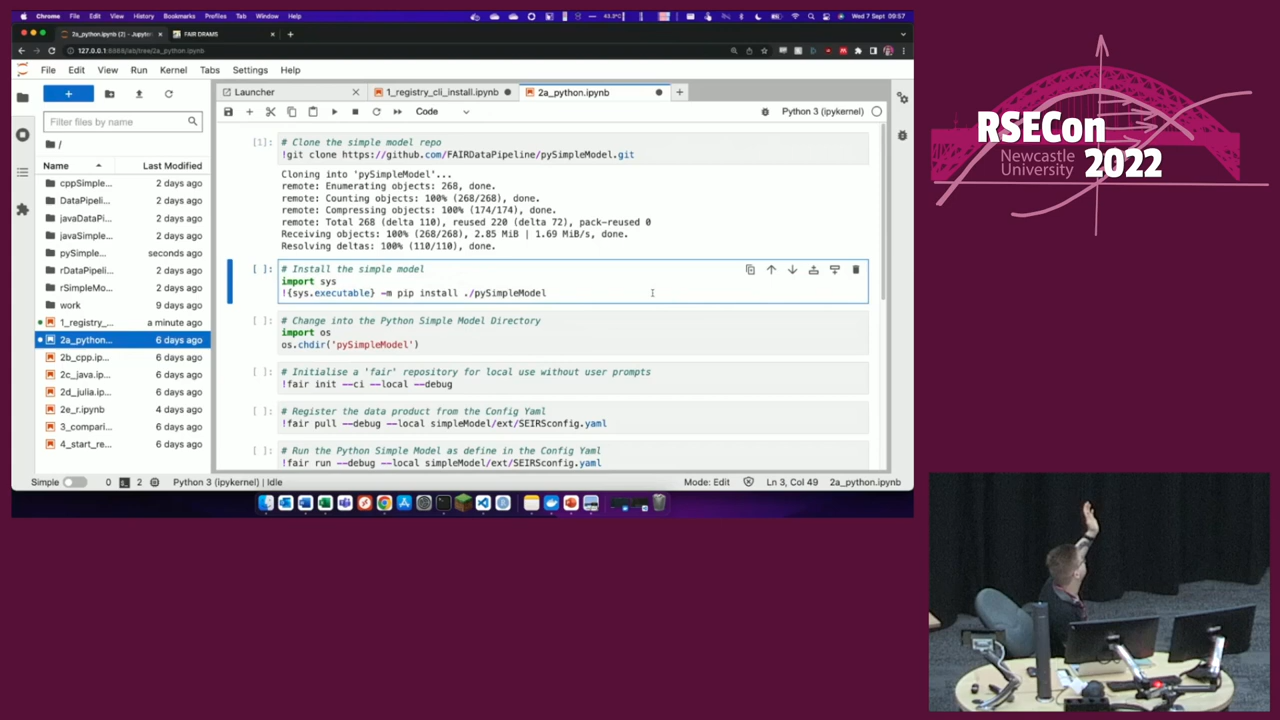 Chrome File Edit View History Bookmarks Profiles Tab Window Help
43.3°C
Wed 7 Sept 09:57
2a_python.ipynb (2) - Jupyter
FAIR DRAMS
File Edit View Run Kernel Tabs Settings Help
Launcher
1_registry_cli_install.ipynb
2a_python.ipynb
Filter files by name
Code
Python 3 (ipykernel)
/
Name
Last Modified
cppSimple... 2 days ago
DataPipeli... 2 days ago
javaDataPi... 2 days ago
javaSimple... 2 days ago
pySimple... seconds ago
rDataPipeli... 2 days ago
rSimpleMo... 2 days ago
work 9 days ago
1_registry_... a minute ago
2a_python... 6 days ago
2b_cpp.ip... 6 days ago
2c_java.ip... 6 days ago
2d_julia.ip... 6 days ago
2e_r.ipynb 4 days ago
3_compari... 6 days ago
4_start_re... 6 days ago
[1]: # Clone the simple model repo
!git clone https://github.com/FAIRDataPipeline/pySimpleModel.git
Cloning into 'pySimpleModel'...
remote: Enumerating objects: 268, done.
remote: Counting objects: 100% (268/268), done.
remote: Compressing objects: 100% (174/174), done.
remote: Total 268 (delta 110), reused 220 (delta 72), pack-reused 0
Receiving objects: 100% (268/268), 2.85 MiB | 1.69 MiB/s, done.
Resolving deltas: 100% (110/110), done.
[ ]: # Install the simple model
import sys
!{sys.executable} -m pip install ./pySimpleModel
[ ]: # Change into the Python Simple Model Directory
import os
os.chdir('pySimpleModel')
[ ]: # Initialise a 'fair' repository for local use without user prompts
!fair init --ci --local --debug
[ ]: # Register the data product from the Config Yaml
!fair pull --debug --local simpleModel/ext/SEIRSconfig.yaml
[ ]: # Run the Python Simple Model as define in the Config Yaml
!fair run --debug --local simpleModel/ext/SEIRSconfig.yaml
Simple 0 2 Python 3 (ipykernel) | Idle
Mode: Edit
Ln 3, Col 49
2a_python.ipynb
RSECon
Newcastle
University
2022